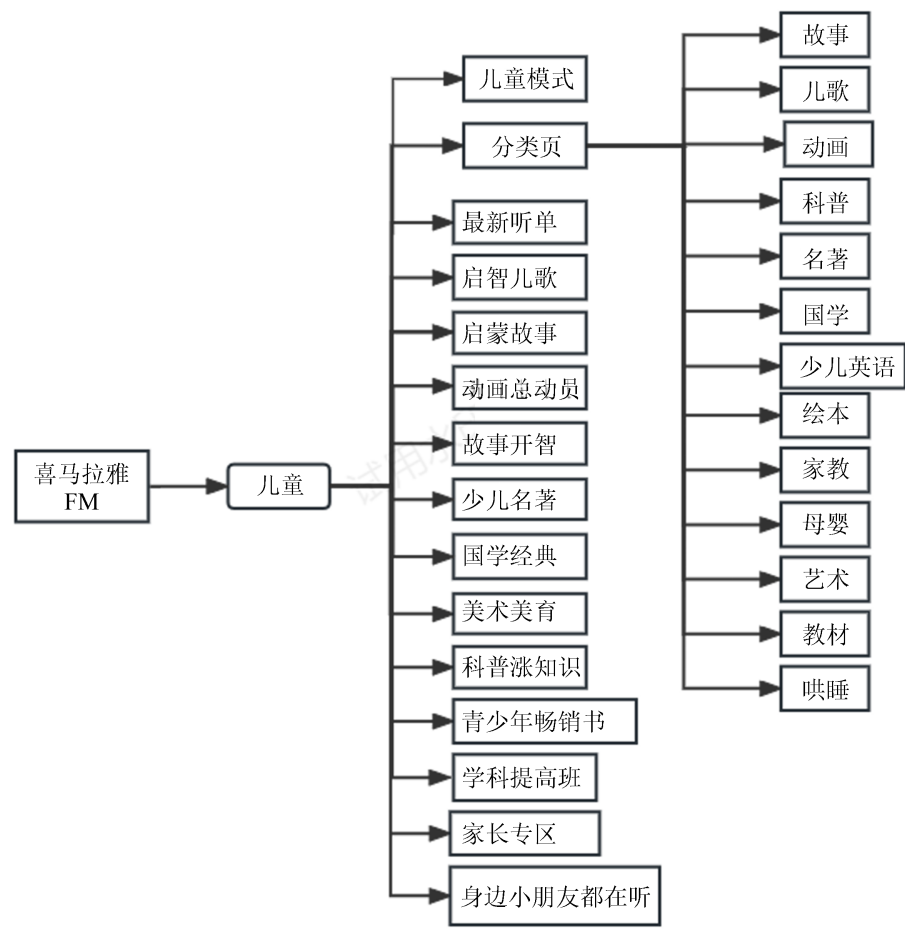 喜马拉雅
FM
儿童
儿童模式
分类页
最新听单
启智儿歌
启蒙故事
动画总动员
故事开智
少儿名著
国学经典
美术美育
科普涨知识
青少年畅销书
学科提高班
家长专区
身边小朋友都在听
故事
儿歌
动画
科普
名著
国学
少儿英语
绘本
家教
母婴
艺术
教材
哄睡